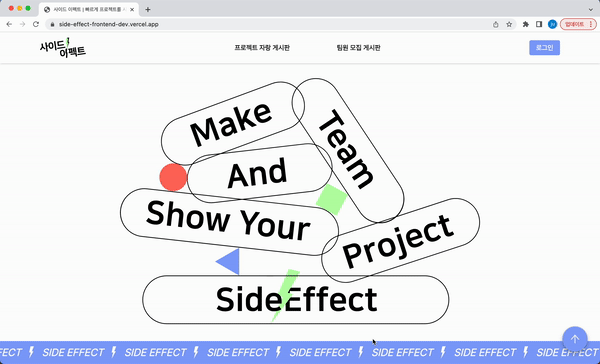 사이드 이펙트 | 빠르게 프로젝트를
side-effect-frontend-dev.vercel.app
업데이트
사이드
이펙트
프로젝트 자랑 게시판
팀원 모집 게시판
로그인
Make
Team
And
Show Your
Project
SideEffect
EFFECT SIDE EFFECT SIDE EFFECT SIDE EFFECT SIDE EFFECT SIDE EFFECT SIDE EFFECT SIDE